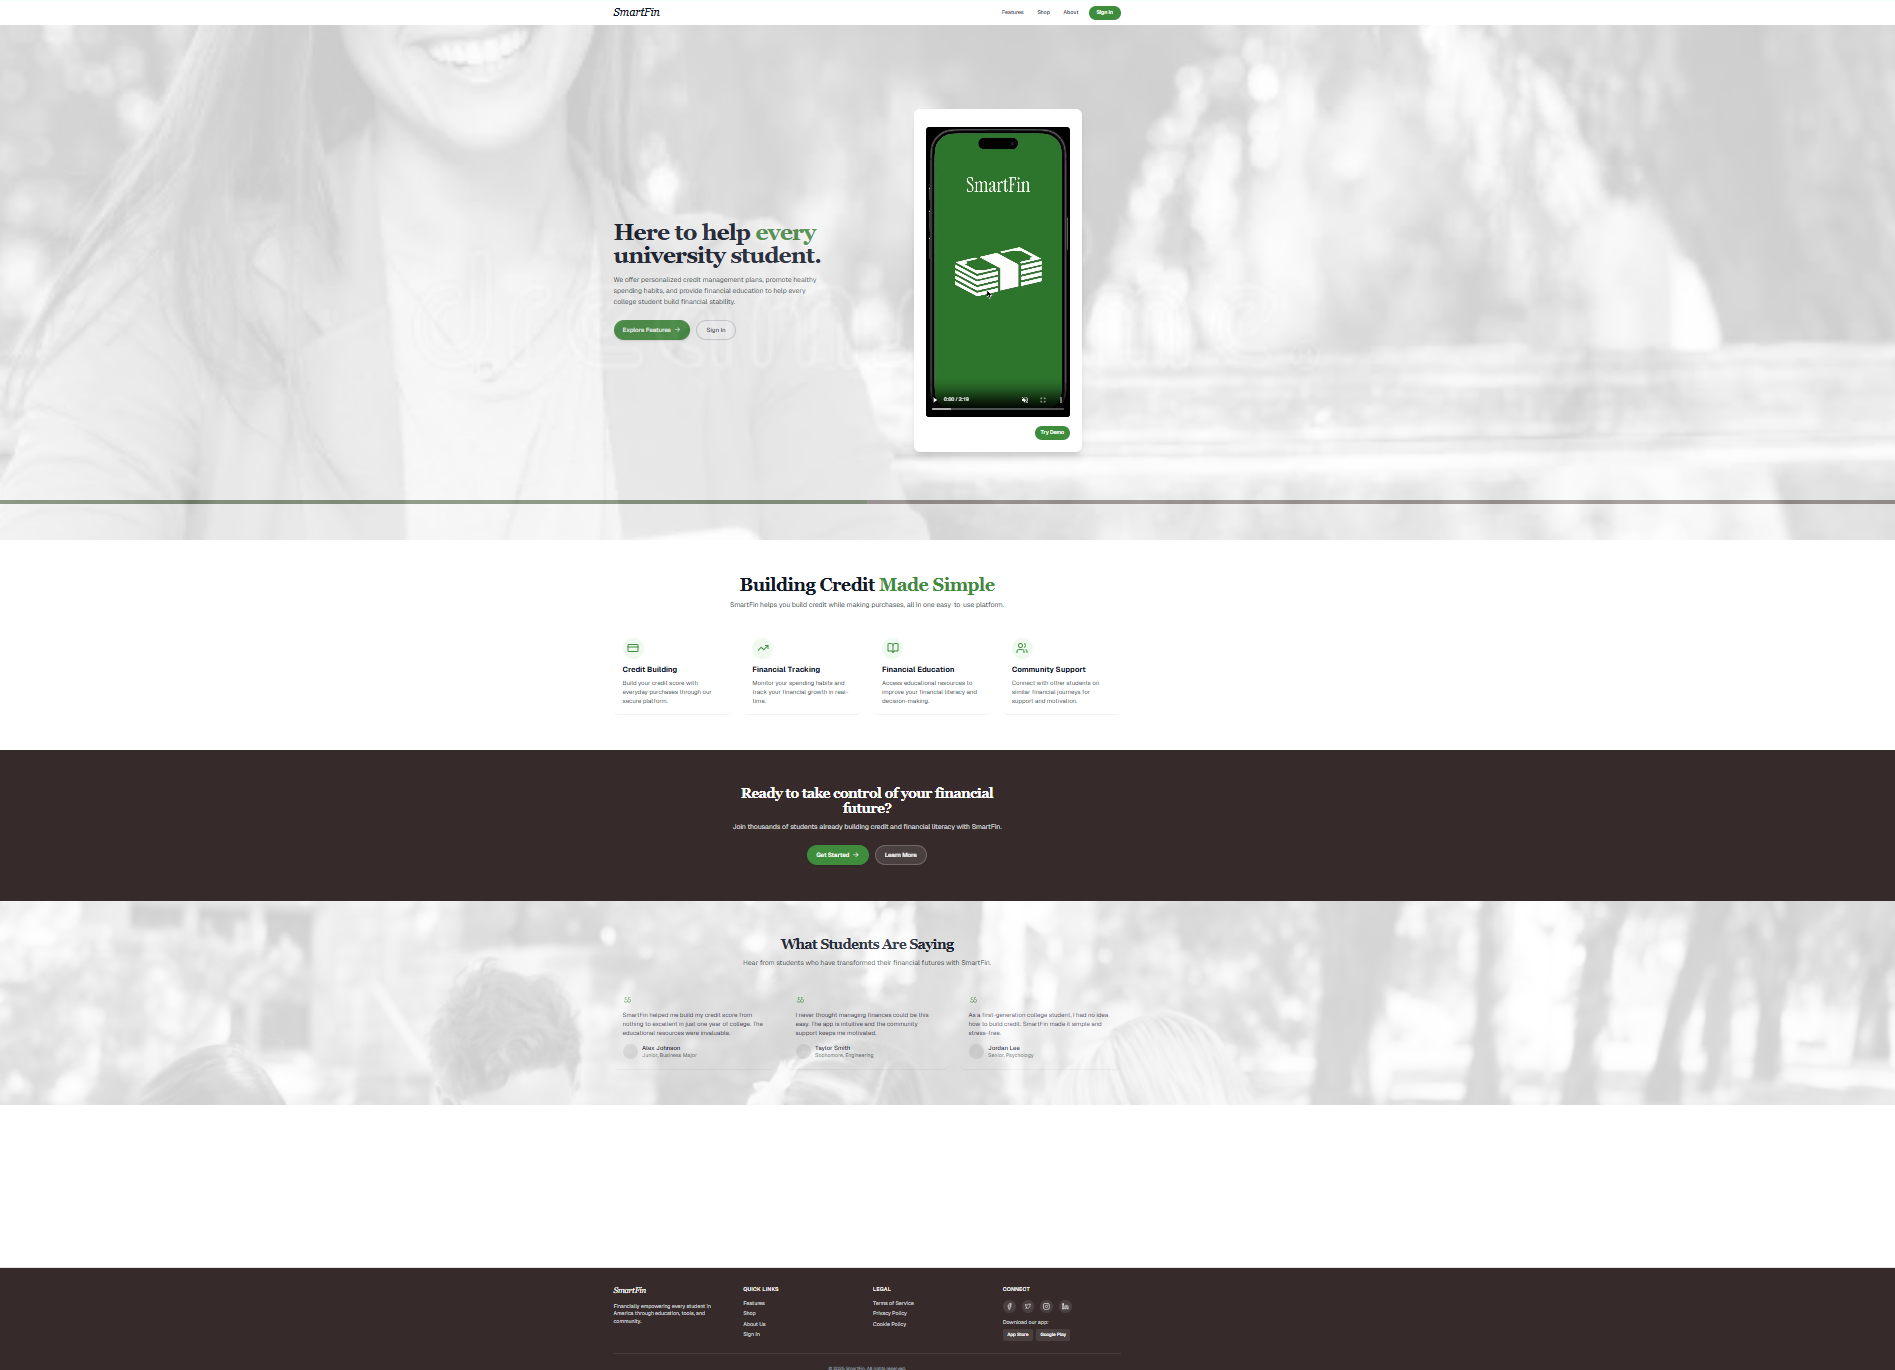 SmartFin
Features Shop About Sign In
Here to help every
university student.
We offer personalized credit management plans, promote healthy
spending habits, and provide financial education to help every
college student build financial stability.
Explore Features →
Sign In
SmartFin
0:00 / 2:19
Try Demo
Building Credit Made Simple
SmartFin helps you build credit while making purchases, all in one easy-to-use platform.
Credit Building
Build your credit score with
everyday purchases through our
secure platform.
Financial Tracking
Monitor your spending habits and
track your financial growth in real-
time.
Financial Education
Access educational resources to
improve your financial literacy and
decision-making.
Community Support
Connect with other students on
similar financial journeys for
support and motivation.
Ready to take control of your financial
future?
Join thousands of students already building credit and financial literacy with SmartFin.
Get Started →
Learn More
What Students Are Saying
Hear from students who have transformed their financial futures with SmartFin.
SmartFin helped me build my credit score from
nothing to excellent in just one year of college. The
educational resources were invaluable.
Alex Johnson
Junior, Business Major
I never thought managing finances could be this
easy. The app is intuitive and the community
support keeps me motivated.
Taylor Smith
Sophomore, Engineering
As a first-generation college student, I had no idea
how to build credit. SmartFin made it simple and
stress-free.
Jordan Lee
Senior, Psychology
SmartFin
Financially empowering every student in
America through education, tools, and
community.
QUICK LINKS
Features
Shop
About Us
Sign In
LEGAL
Terms of Service
Privacy Policy
Cookie Policy
CONNECT
Download our app:
App Store
Google Play
© 2025 SmartFin. All rights reserved.